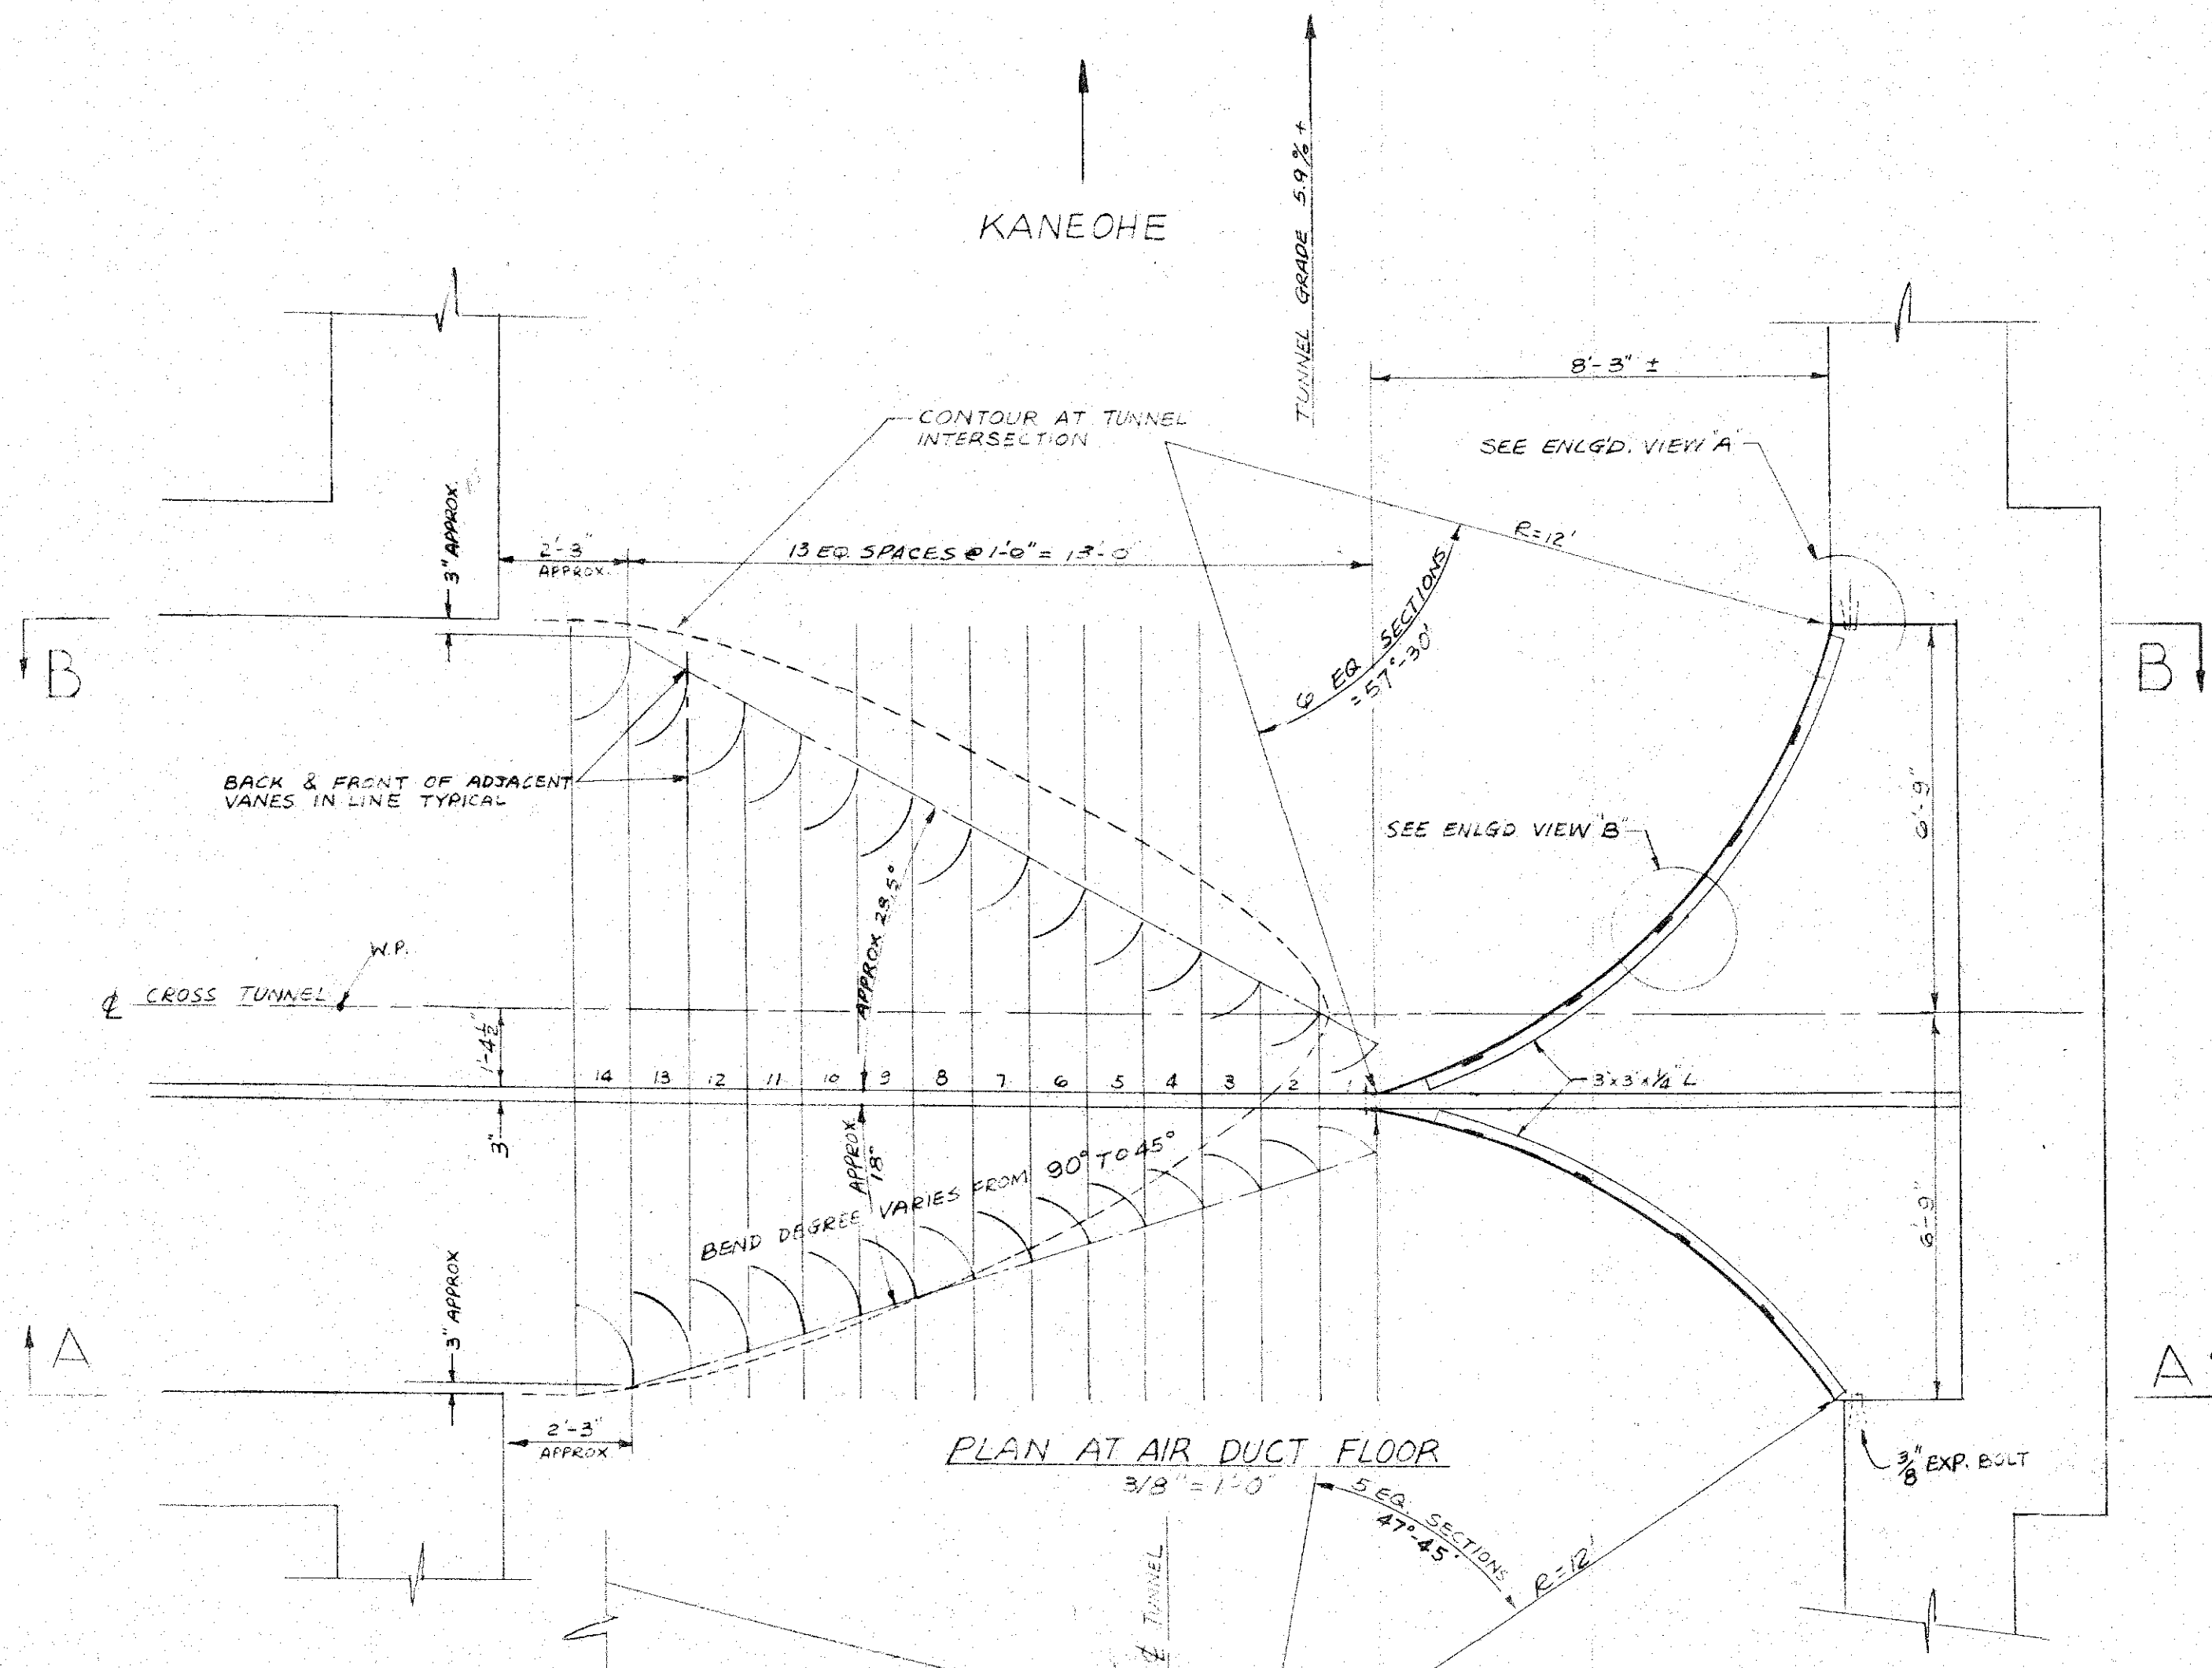 KANEOHE
TUNNEL GRADE 5.9% +
8'-3" ±
CONTOUR AT TUNNEL
INTERSECTION
SEE ENLG'D. VIEW 'A'
3" APPROX.
2'-3"
APPROX.
13 EQ. SPACES @ 1'-0" = 13'-0"
R=12'
6 EQ SECTIONS
=57°-30'
B
B
BACK & FRONT OF ADJACENT
VANES IN LINE TYPICAL
6'-9"
SEE ENLGD VIEW "B"
APPROX 28.5°
W.P.
℄ CROSS TUNNEL
1'-4½"
14 13 12 11 10 9 8 7 6 5 4 3 2 1
3"x3"x¼" L
3"
APPROX.
18°
BEND DEGREE VARIES FROM 90° TO 45°
6'-9"
3" APPROX
A
A
2'-3"
APPROX
PLAN AT AIR DUCT FLOOR
3/8" = 1'-0"
⅜" EXP. BOLT
5 EQ. SECTIONS
47°-45'
R=12'
℄ TUNNEL